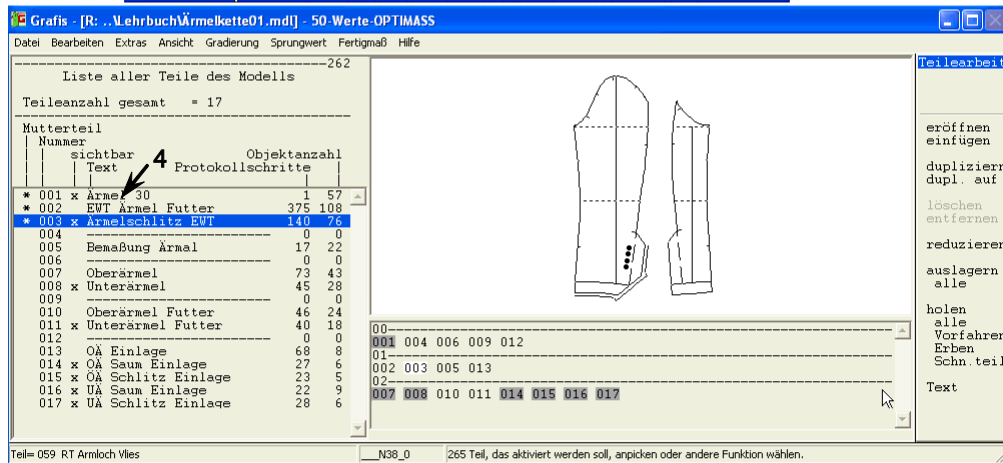 Grafis - [R: ..\Lehrbuch\Ärmelkette01.mdl] - 50-Werte-OPTIMASS
Datei Bearbeiten Extras Ansicht Gradierung Sprungwert Fertigmaß Hilfe
262
Liste aller Teile des Modells
Teileanzahl gesamt = 17
Mutterteil
Nummer
sichtbar Objektanzahl
Text Protokollschritte
4
* 001 x Ärmel 30 1 57
* 002 EWT Ärmel Futter 375 108
* 003 x Ärmelschlitz EWT 140 76
004 -------------------- 0 0
005 Bemaßung Ärmal 17 22
006 -------------------- 0 0
007 Oberärmel 73 43
008 x Unterärmel 45 28
009 -------------------- 0 0
010 Oberärmel Futter 46 24
011 x Unterärmel Futter 40 18
012 -------------------- 0 0
013 OÄ Einlage 68 8
014 x OÄ Saum Einlage 27 6
015 x OÄ Schlitz Einlage 23 5
016 x UÄ Saum Einlage 22 9
017 x UÄ Schlitz Einlage 28 6
00
001 004 006 009 012
01
002 003 005 013
02
007 008 010 011 014 015 016 017
Teilearbeit
eröffnen
einfügen
duplizierr
dupl. auf
löschen
entfernen
reduzieren
auslagern
alle
holen
alle
Vorfahren
Erben
Schn.teil
Text
Teil= 059 RT Armloch Vlies
__N38_0
265 Teil, das aktiviert werden soll, anpicken oder andere Funktion wählen.